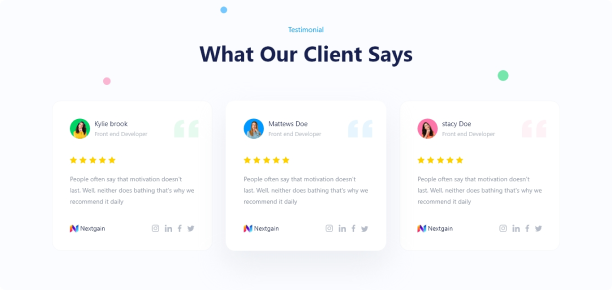 Testimonial
What Our Client Says
Kylie brook
Front end Developer
People often say that motivation doesn't
last. Well, neither does bathing that's why we
recommend it daily
Nextgain
Mattews Doe
Front end Developer
People often say that motivation doesn't
last. Well, neither does bathing that's why we
recommend it daily
Nextgain
stacy Doe
Front end Developer
People often say that motivation doesn't
last. Well, neither does bathing that's why we
recommend it daily
Nextgain